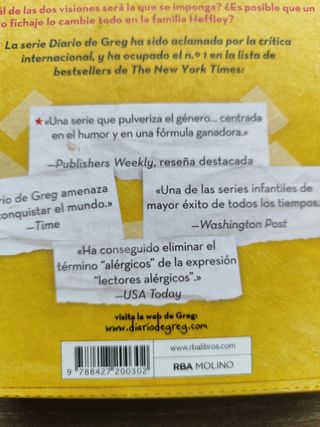 l de las dos visiones será la que se imponga? ¿Es posible que un
o fichaje lo cambie todo en la familia Heffley?
La serie Diario de Greg ha sido aclamada por la crítica
internacional, y ha ocupado el n.º 1 en la lista de
bestsellers de The New York Times:
★«Una serie que pulveriza el género... centrada
en el humor y en una fórmula ganadora.»
—Publishers Weekly, reseña destacada
rio de Greg amenaza
conquistar el mundo.»
—Time
«Una de las series infantiles de
mayor éxito de todos los tiempos.»
—Washington Post
«Ha conseguido eliminar el
término “alérgicos” de la expresión
“lectores alérgicos”.»
—USA Today
visita la web de Greg:
www.diariodegreg.com
9 788427 200302
www.rbalibros.com
RBA MOLINO